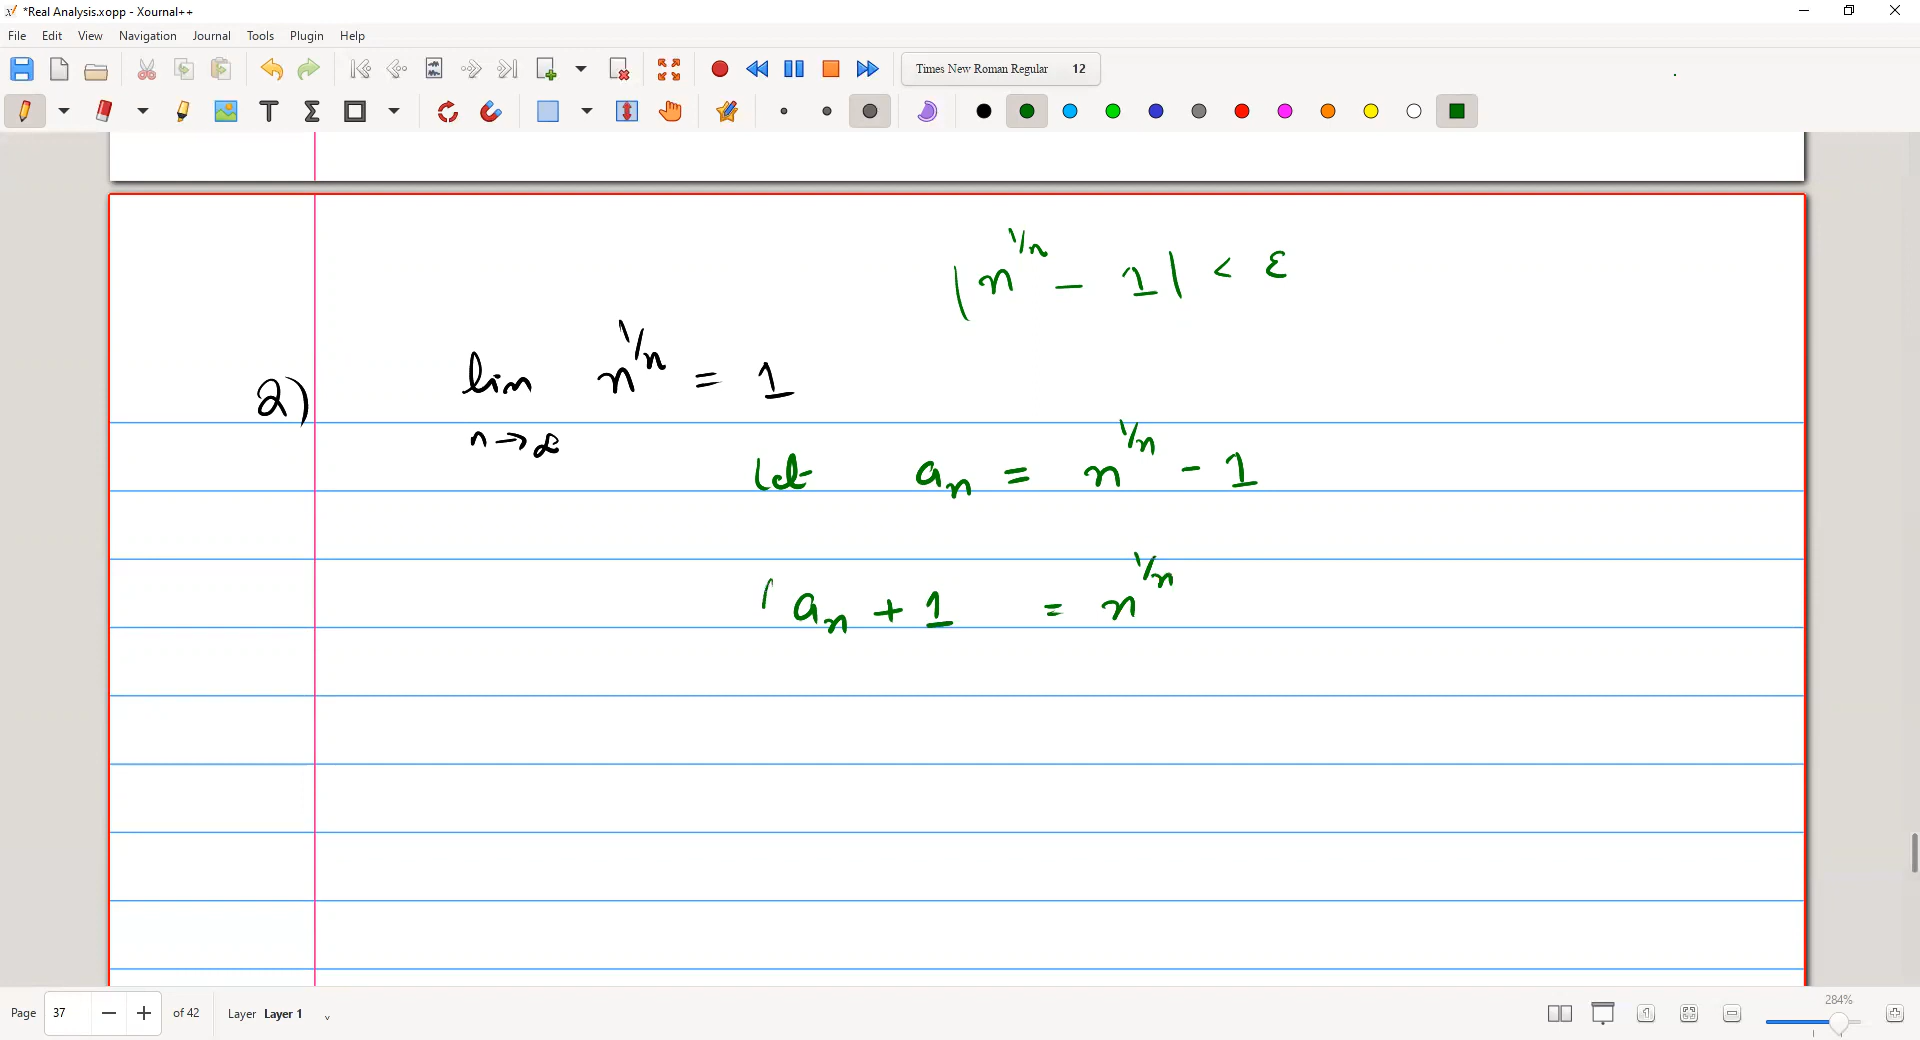 *Real Analysis.xopp - Xournal++
File Edit View Navigation Journal Tools Plugin Help
Times New Roman Regular 12
|n^{1/n} - 1| < ε
2) lim n^{1/n} = 1
n→∞
Let a_n = n^{1/n} - 1
( a_n + 1 = n^{1/n}
Page 37 of 42 Layer Layer 1
284%